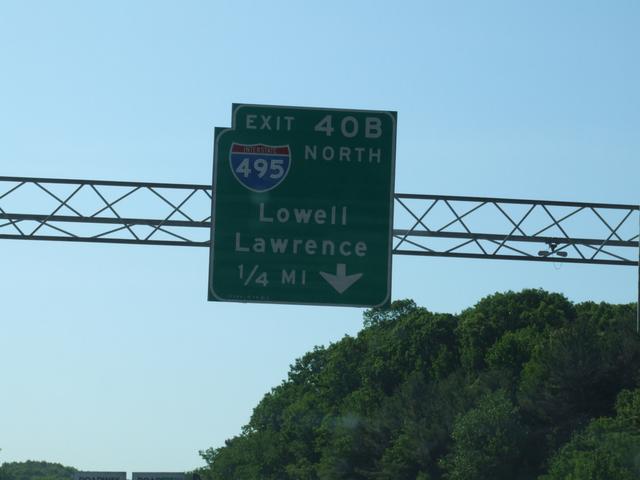 EXIT 40B
INTERSTATE
495
NORTH
Lowell
Lawrence
1/4 MI